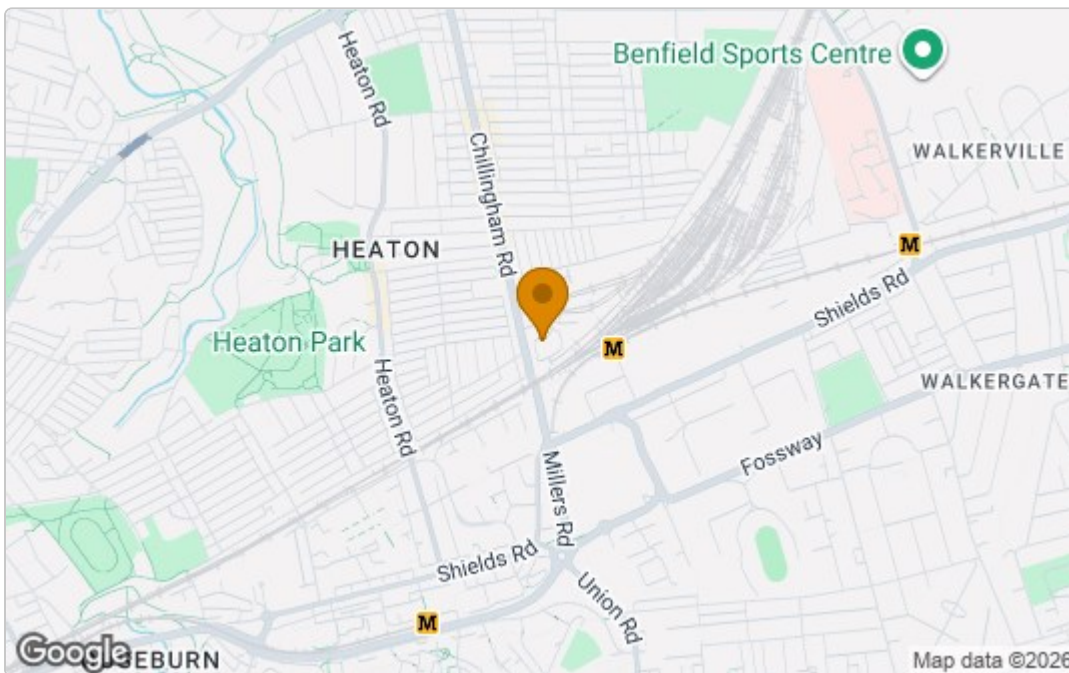 Benfield Sports Centre
Heaton Rd
Chillingham Rd
WALKERVILLE
HEATON
M
Shields Rd
Heaton Park
M
WALKERGATE
Heaton Rd
Fossway
Millers Rd
Shields Rd
Union Rd
M
Google
Map data ©2026